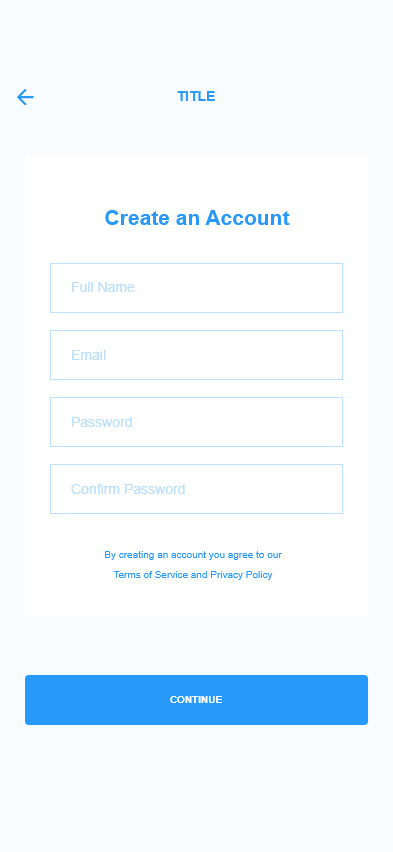 TITLE
Create an Account
Full Name
Email
Password
Confirm Password
By creating an account you agree to our
Terms of Service and Privacy Policy
CONTINUE